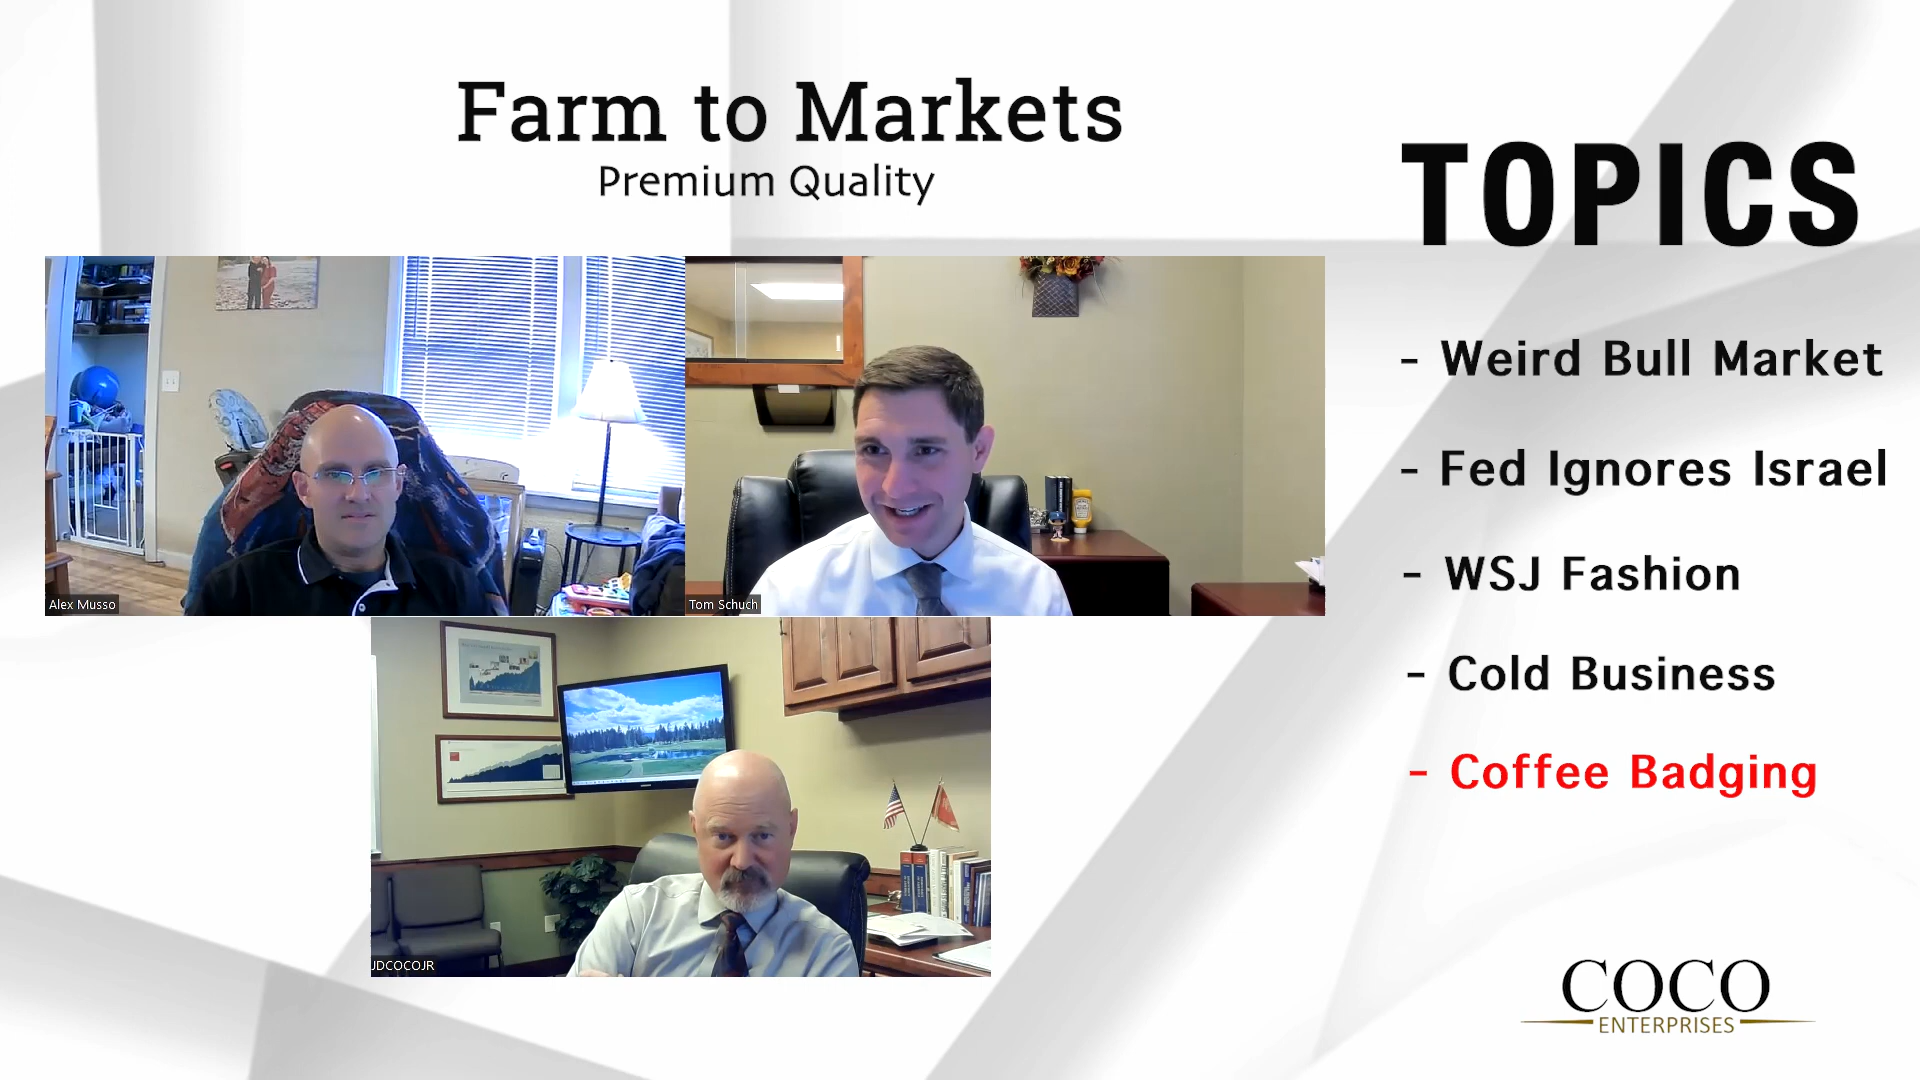 Farm to Markets
Premium Quality
TOPICS
- Weird Bull Market
- Fed Ignores Israel
- WSJ Fashion
- Cold Business
- Coffee Badging
Alex Musso
Tom Schuch
JDCOCOJR
COCO
ENTERPRISES